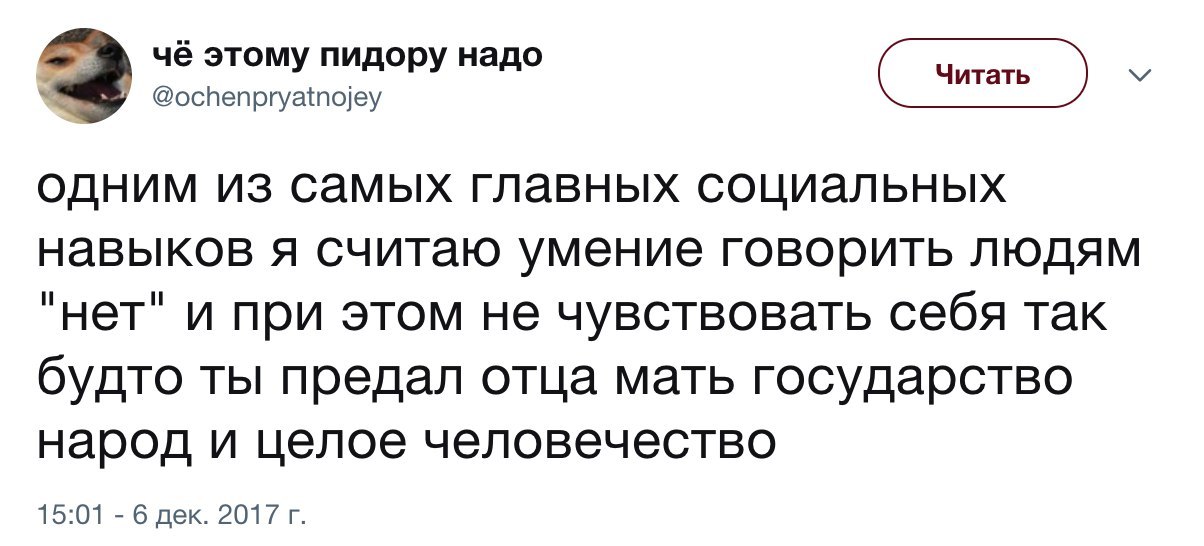 чё этому пидору надо
@ochenpryatnojey
Читать
одним из самых главных социальных
навыков я считаю умение говорить людям
"нет" и при этом не чувствовать себя так
будто ты предал отца мать государство
народ и целое человечество
15:01 - 6 дек. 2017 г.